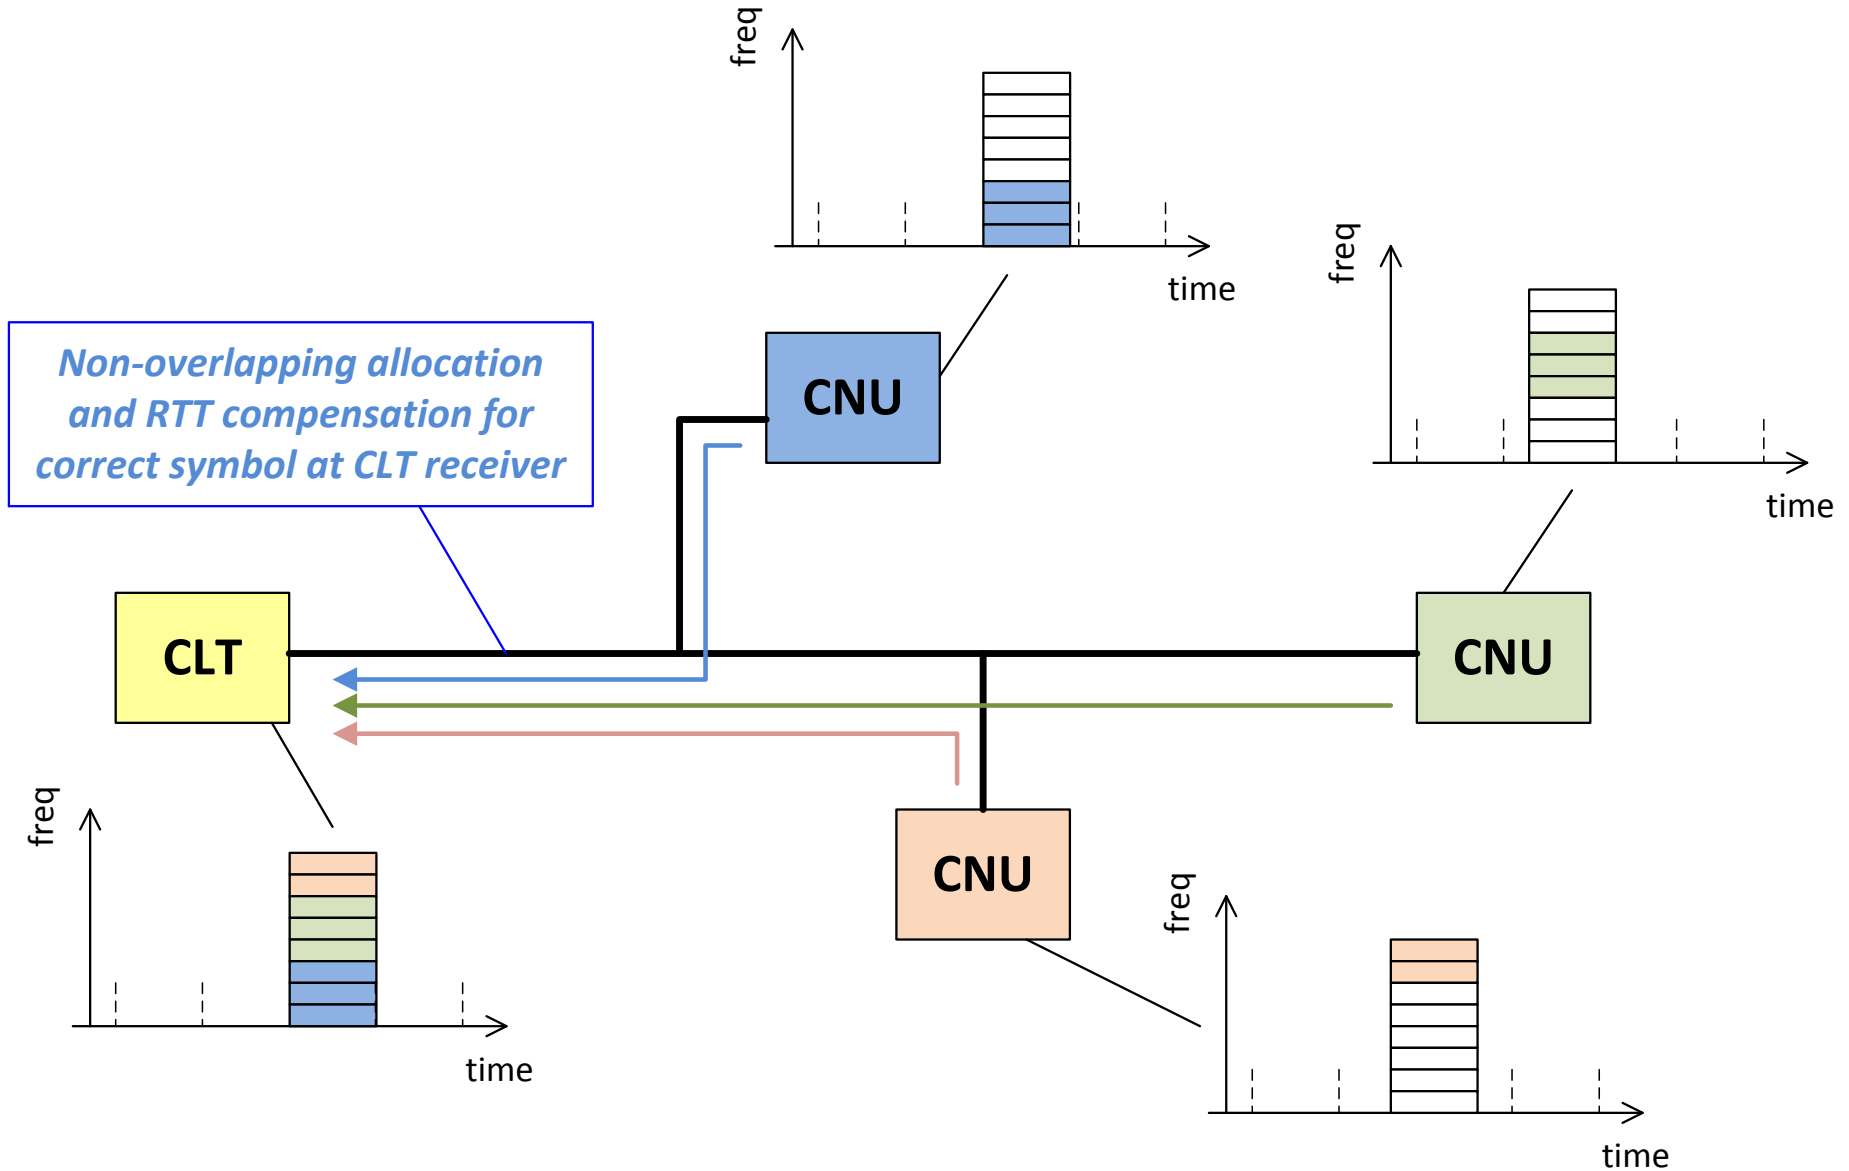 freq
time
freq
time
Non-overlapping allocation
and RTT compensation for
correct symbol at CLT receiver
CNU
CLT
CNU
freq
time
CNU
freq
time